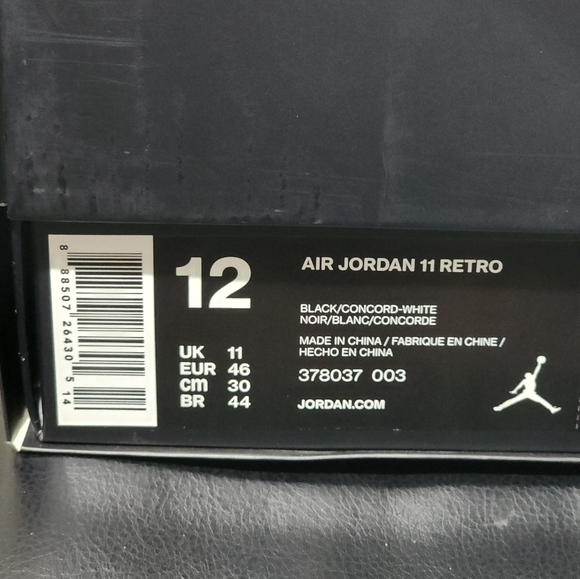 8 88507 26430 5 14
12
UK 11
EUR 46
cm 30
BR 44
AIR JORDAN 11 RETRO
BLACK/CONCORD-WHITE
NOIR/BLANC/CONCORDE
MADE IN CHINA / FABRIQUE EN CHINE /
HECHO EN CHINA
378037 003
JORDAN.COM